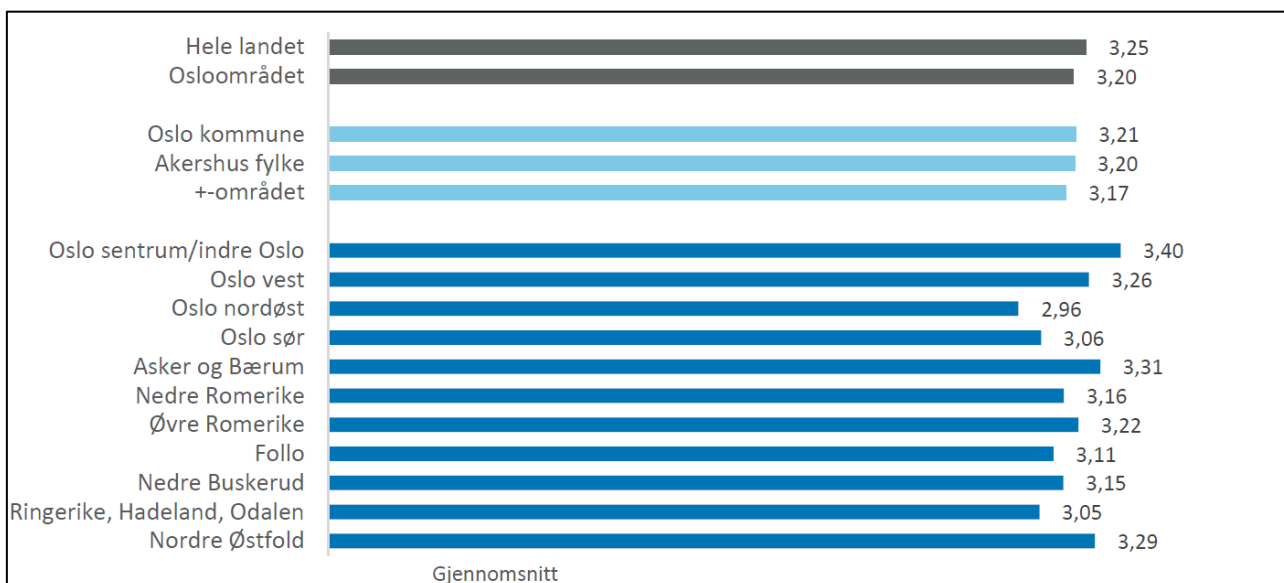 Hele landet 3,25
Osloområdet 3,20
Oslo kommune 3,21
Akershus fylke 3,20
+-området 3,17
Oslo sentrum/indre Oslo 3,40
Oslo vest 3,26
Oslo nordøst 2,96
Oslo sør 3,06
Asker og Bærum 3,31
Nedre Romerike 3,16
Øvre Romerike 3,22
Follo 3,11
Nedre Buskerud 3,15
Ringerike, Hadeland, Odalen 3,05
Nordre Østfold 3,29
Gjennomsnitt